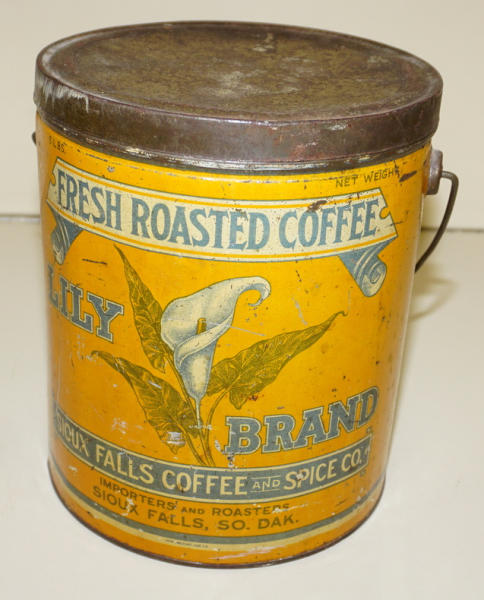 LBS.
NET WEIGHT
FRESH ROASTED COFFEE
LILY
BRAND
SIOUX FALLS COFFEE AND SPICE CO.
IMPORTERS AND ROASTERS
SIOUX FALLS, SO. DAK.